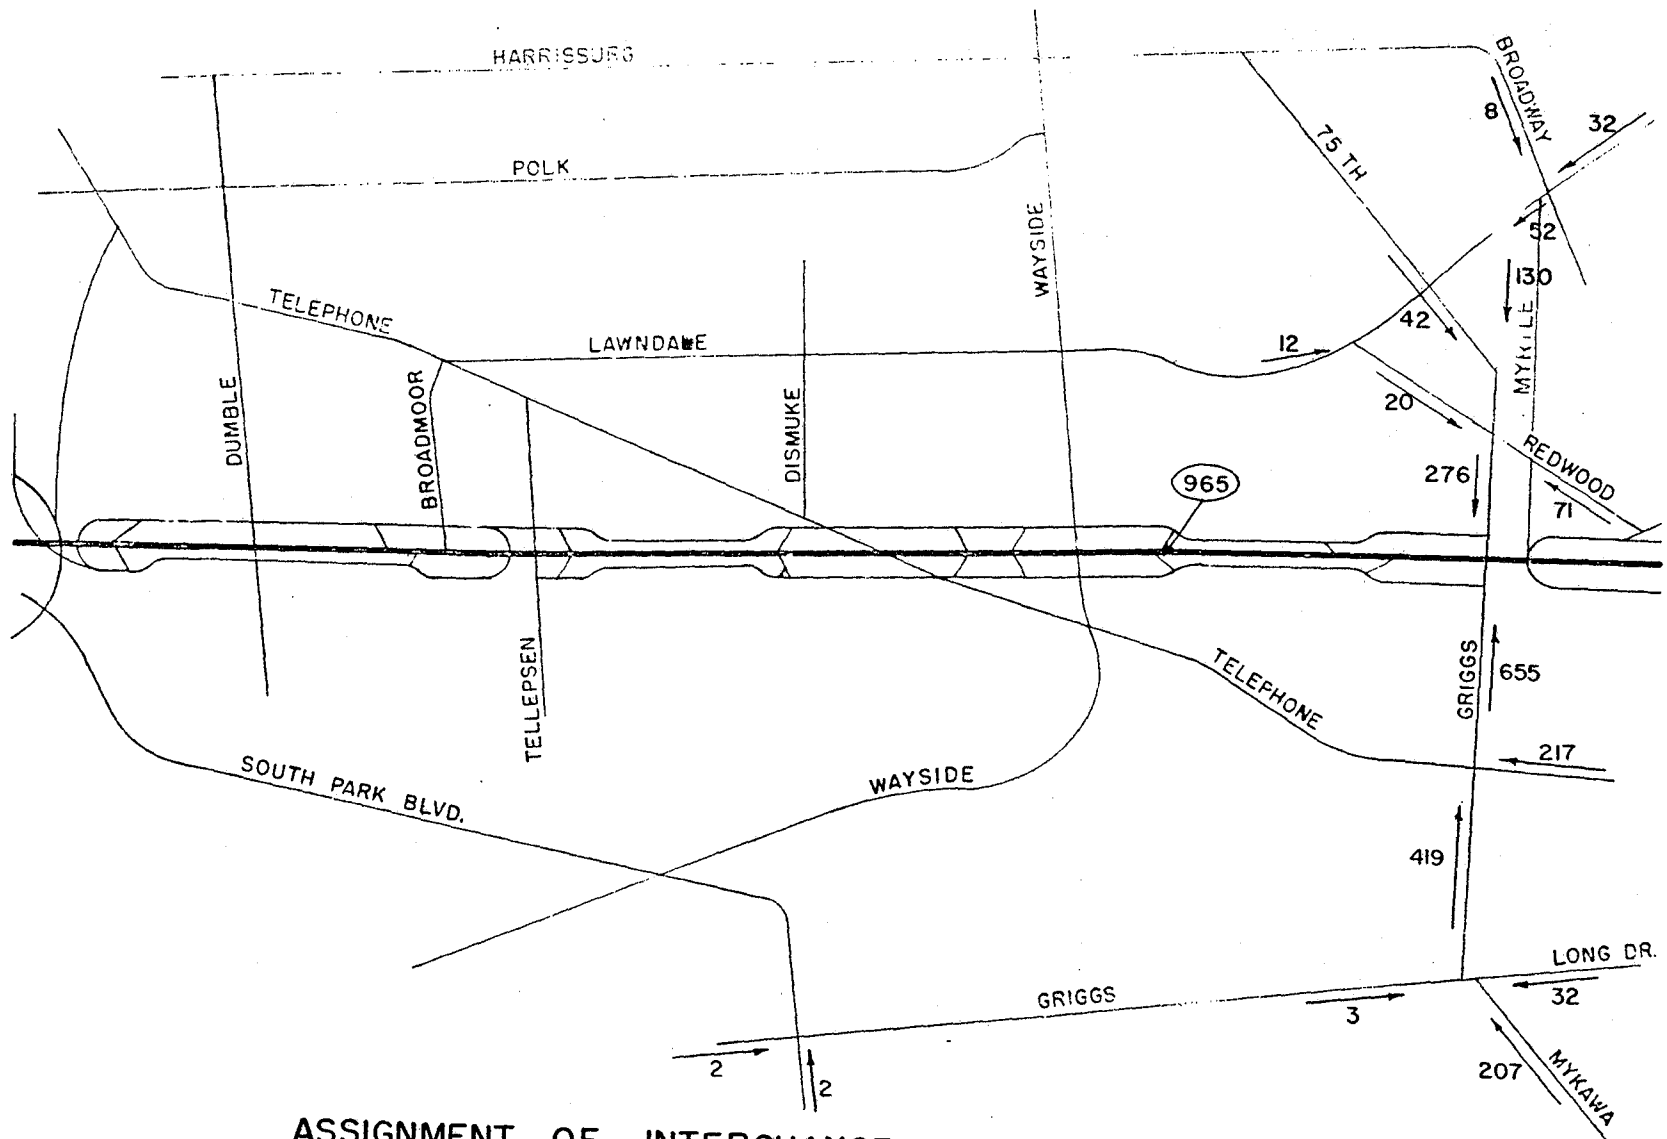 HARRISSURG
BROADWAY
8
32
75 TH
POLK
WAYSIDE
52
130
TELEPHONE
LAWNDALE
42
12
MYRTLE
DUMBLE
BROADMOOR
DISMUKE
20
REDWOOD
276
965
71
TELLEPSEN
GRIGGS
655
TELEPHONE
217
SOUTH PARK BLVD.
WAYSIDE
419
LONG DR.
GRIGGS
32
3
2
2
207
MYKAWA
ASSIGNMENT OF INTERCHANGE